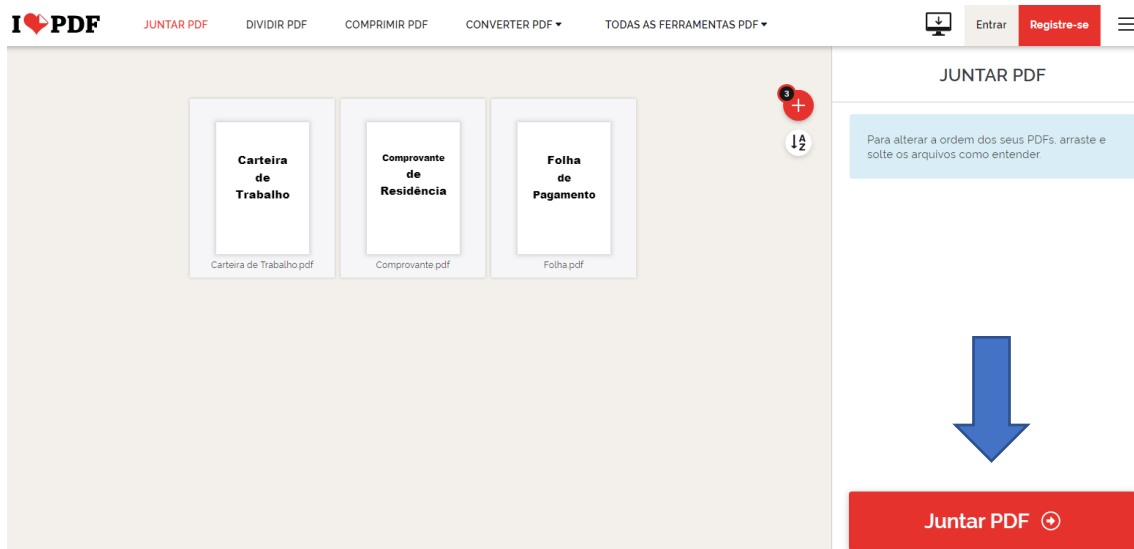 I PDF
JUNTAR PDF
DIVIDIR PDF
COMPRIMIR PDF
CONVERTER PDF
TODAS AS FERRAMENTAS PDF
Entrar
Registre-se
JUNTAR PDF
3
A
Z
Para alterar a ordem dos seus PDFs, arraste e
solte os arquivos como entender.
Carteira
de
Trabalho
Carteira de Trabalho.pdf
Comprovante
de
Residência
Comprovante.pdf
Folha
de
Pagamento
Folha.pdf
Juntar PDF